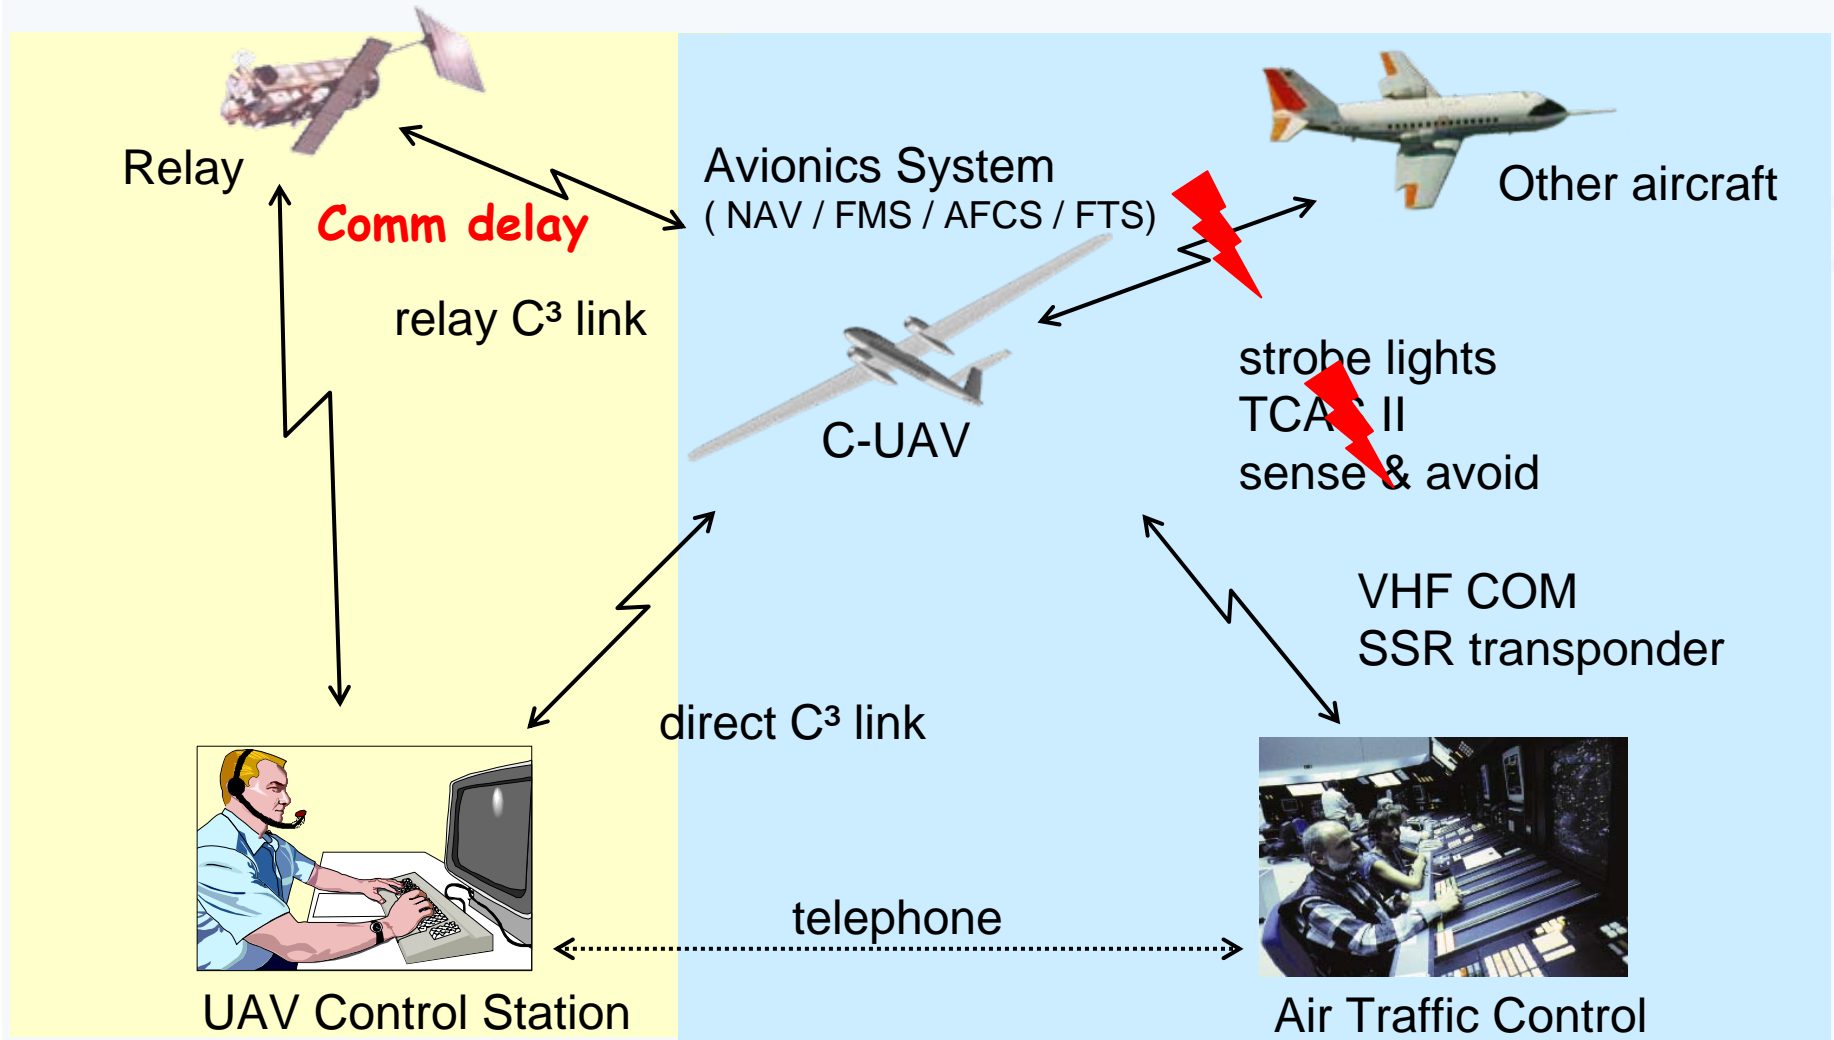 Relay
Comm delay
relay C³ link
Avionics System
( NAV / FMS / AFCS / FTS)
Other aircraft
C-UAV
strobe lights
TCAS II
sense & avoid
VHF COM
SSR transponder
direct C³ link
telephone
UAV Control Station
Air Traffic Control